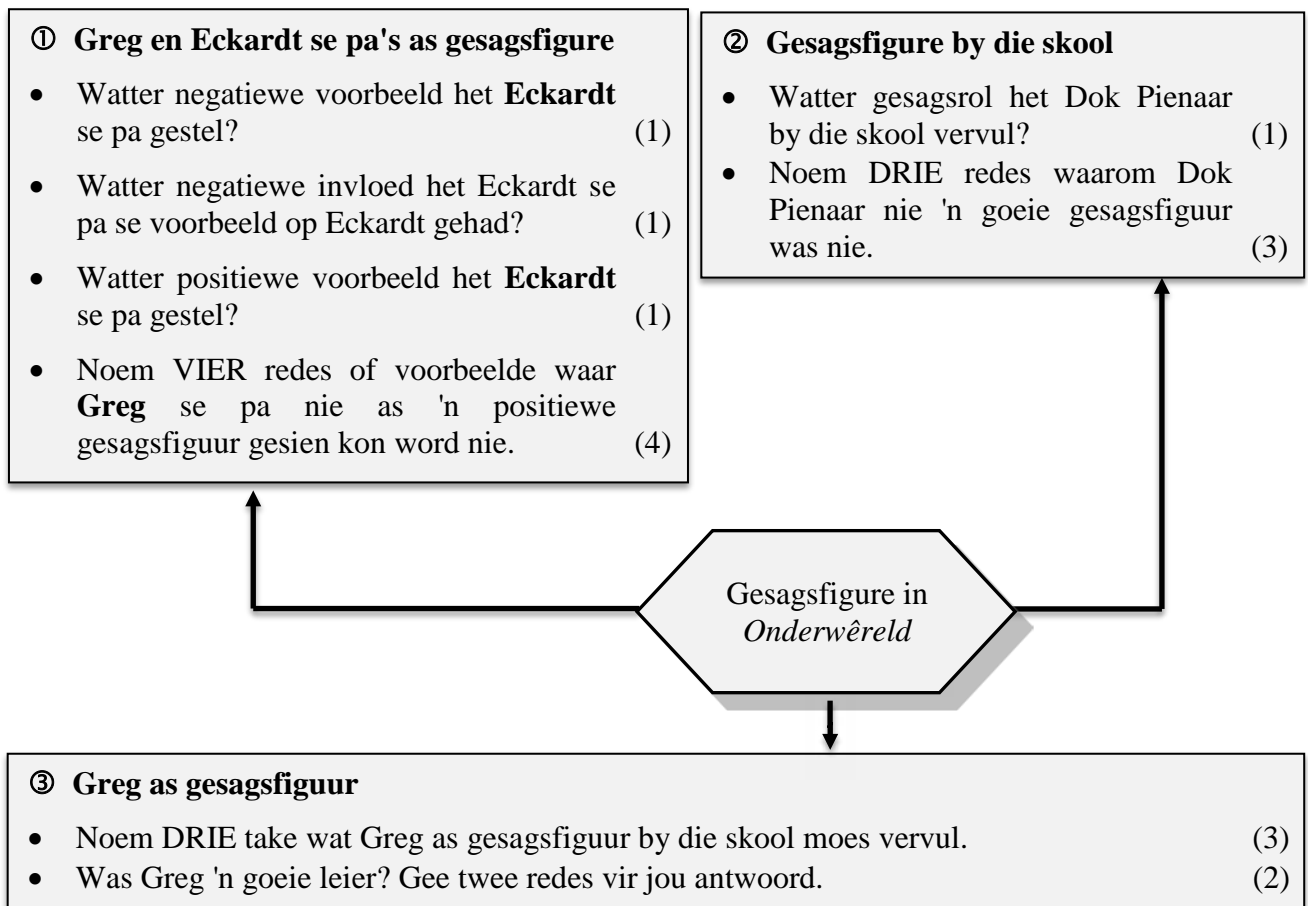 ① Greg en Eckardt se pa's as gesagsfigure
• Watter negatiewe voorbeeld het Eckardt
se pa gestel? (1)
• Watter negatiewe invloed het Eckardt se
pa se voorbeeld op Eckardt gehad? (1)
• Watter positiewe voorbeeld het Eckardt
se pa gestel? (1)
• Noem VIER redes of voorbeelde waar
Greg se pa nie as 'n positiewe
gesagsfiguur gesien kon word nie. (4)
② Gesagsfigure by die skool
• Watter gesagsrol het Dok Pienaar
by die skool vervul? (1)
• Noem DRIE redes waarom Dok
Pienaar nie 'n goeie gesagsfiguur
was nie. (3)
Gesagsfigure in
Onderwêreld
③ Greg as gesagsfiguur
• Noem DRIE take wat Greg as gesagsfiguur by die skool moes vervul. (3)
• Was Greg 'n goeie leier? Gee twee redes vir jou antwoord. (2)